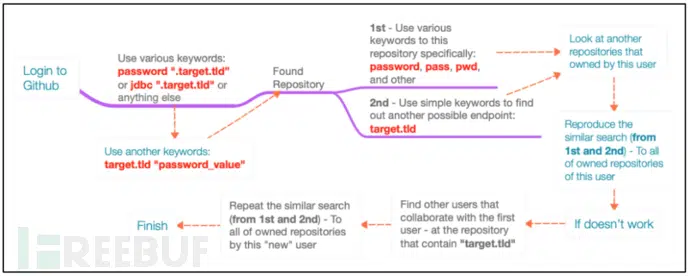 Login to
Github
Use various keywords:
password ".target.tld"
or jdbc ".target.tld" or
anything else
Use another keywords:
target.tld "password_value"
Found
Repository
1st - Use various
keywords to this
repository specifically:
password, pass, pwd,
and other
2nd - Use simple keywords to find
out another possible endpoint:
target.tld
Look at another
repositories that
owned by this user
Reproduce the
similar search (from
1st and 2nd) - To all
of owned repositories
of this user
If doesn't work
Find other users that
collaborate with the first
user - at the repository
that contain "target.tld"
Repeat the similar search
(from 1st and 2nd) - To
all of owned repositories
by this "new" user
Finish
FREEBUF